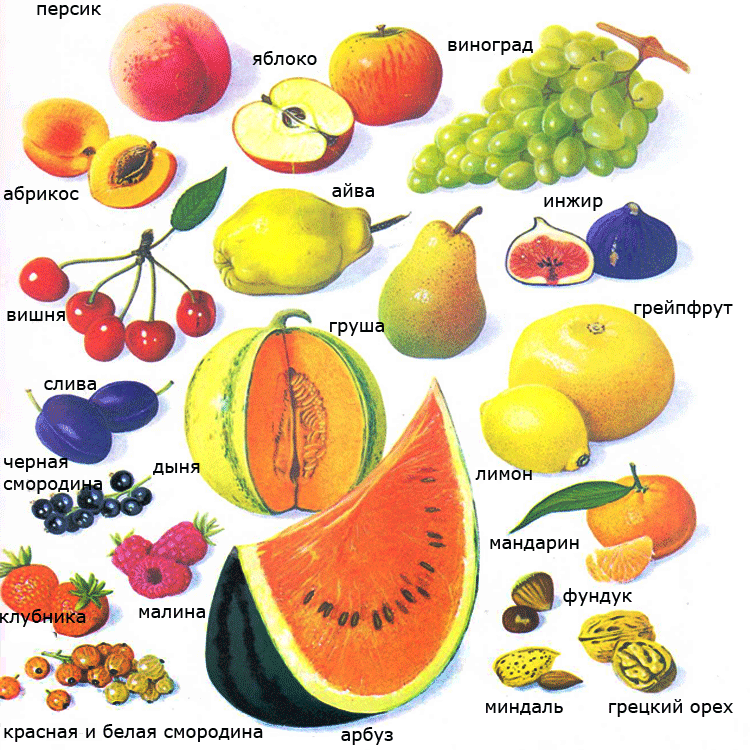 персик
яблоко
виноград
абрикос
айва
инжир
вишня
груша
грейпфрут
слива
черная
смородина
дыня
лимон
мандарин
клубника
малина
фундук
миндаль
грецкий орех
красная и белая смородина
арбуз